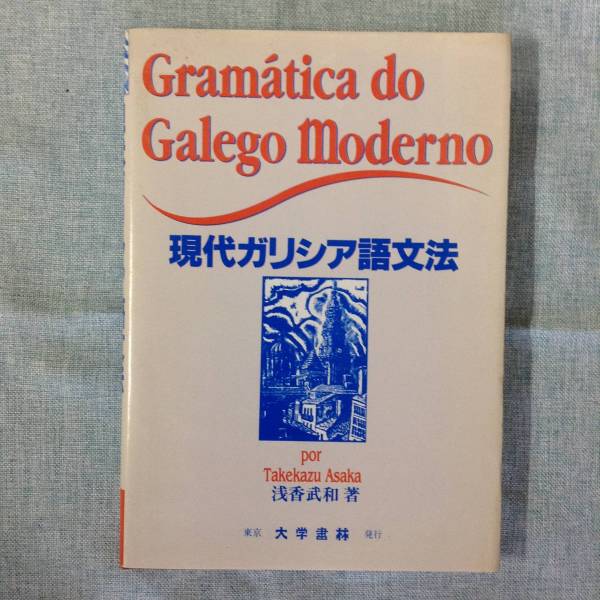 Gramática do
Galego Moderno
現代ガリシア語文法
por
Takekazu Asaka
浅香武和 著
東京 大学書林 発行